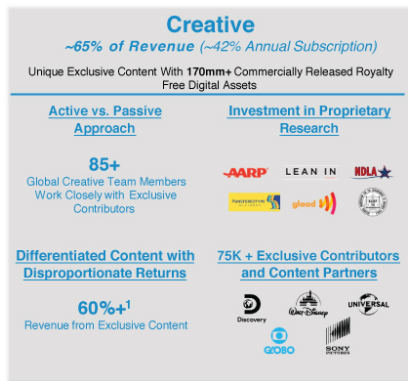 Creative
~65% of Revenue (~42% Annual Subscription)
Unique Exclusive Content With 170mm+ Commercially Released Royalty
Free Digital Assets
Active vs. Passive
Approach
85+
Global Creative Team Members
Work Closely with Exclusive
Contributors
Investment in Proprietary
Research
AARP
LEAN IN
NDLA
glaad
Differentiated Content with
Disproportionate Returns
60%+1
Revenue from Exclusive Content
75K + Exclusive Contributors
and Content Partners
Discovery
WALT DISNEY
UNIVERSAL
GLOBO
SONY
PICTURES